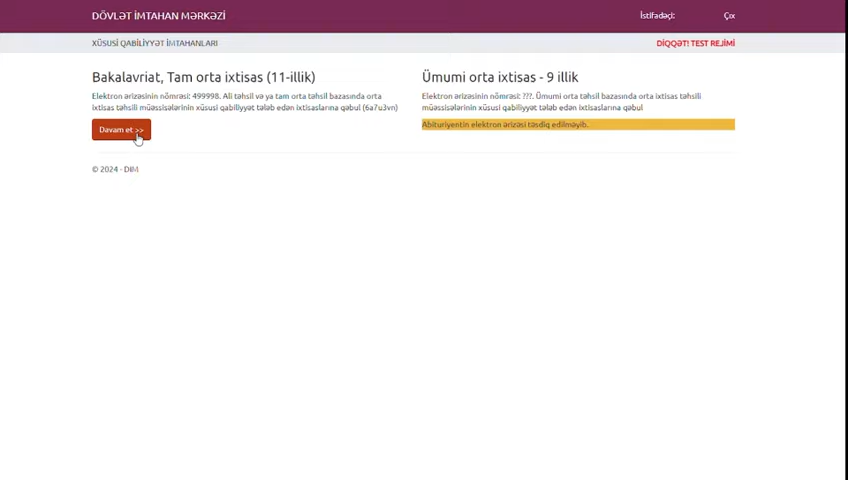 DÖVLƏT İMTAHAN MƏRKƏZİ
İstifadəçi:
Çıx
XÜSUSİ QABİLİYYƏT İMTAHANLARI
DİQQƏT! TEST REJİMİ
Bakalavriat, Tam orta ixtisas (11-illik)
Elektron ərizəsinin nömrəsi: 499998. Ali təhsil və ya tam orta təhsil bazasında orta
ixtisas təhsili müəssisələrinin xüsusi qabiliyyət tələb edən ixtisaslarına qəbul (6a7u3vn)
Davam et >>
Ümumi orta ixtisas - 9 illik
Elektron ərizəsinin nömrəsi: ???. Ümumi orta təhsil bazasında orta ixtisas təhsili
müəssisələrinin xüsusi qabiliyyət tələb edən ixtisaslarına qəbul
Abituriyentin elektron ərizəsi təsdiq edilməyib.
© 2024 - DIM